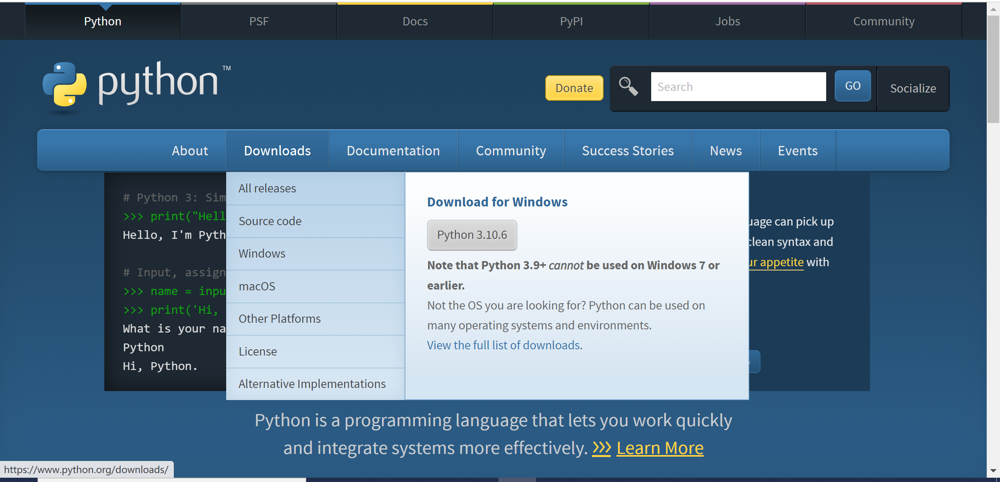 Python
PSF
Docs
PyPI
Jobs
Community
python™
Donate
Search
GO
Socialize
About
Downloads
Documentation
Community
Success Stories
News
Events
# Python 3: Sim
>>> print("Hell
Hello, I'm Pyth
# Input, assign
>>> name = inpu
>>> print('Hi,
What is your na
Python
Hi, Python.
All releases
Source code
Windows
macOS
Other Platforms
License
Alternative Implementations
Download for Windows
Python 3.10.6
Note that Python 3.9+ cannot be used on Windows 7 or
earlier.
Not the OS you are looking for? Python can be used on
many operating systems and environments.
View the full list of downloads.
uage can pick up
clean syntax and
ur appetite with
Python is a programming language that lets you work quickly
and integrate systems more effectively. >>> Learn More
https://www.python.org/downloads/